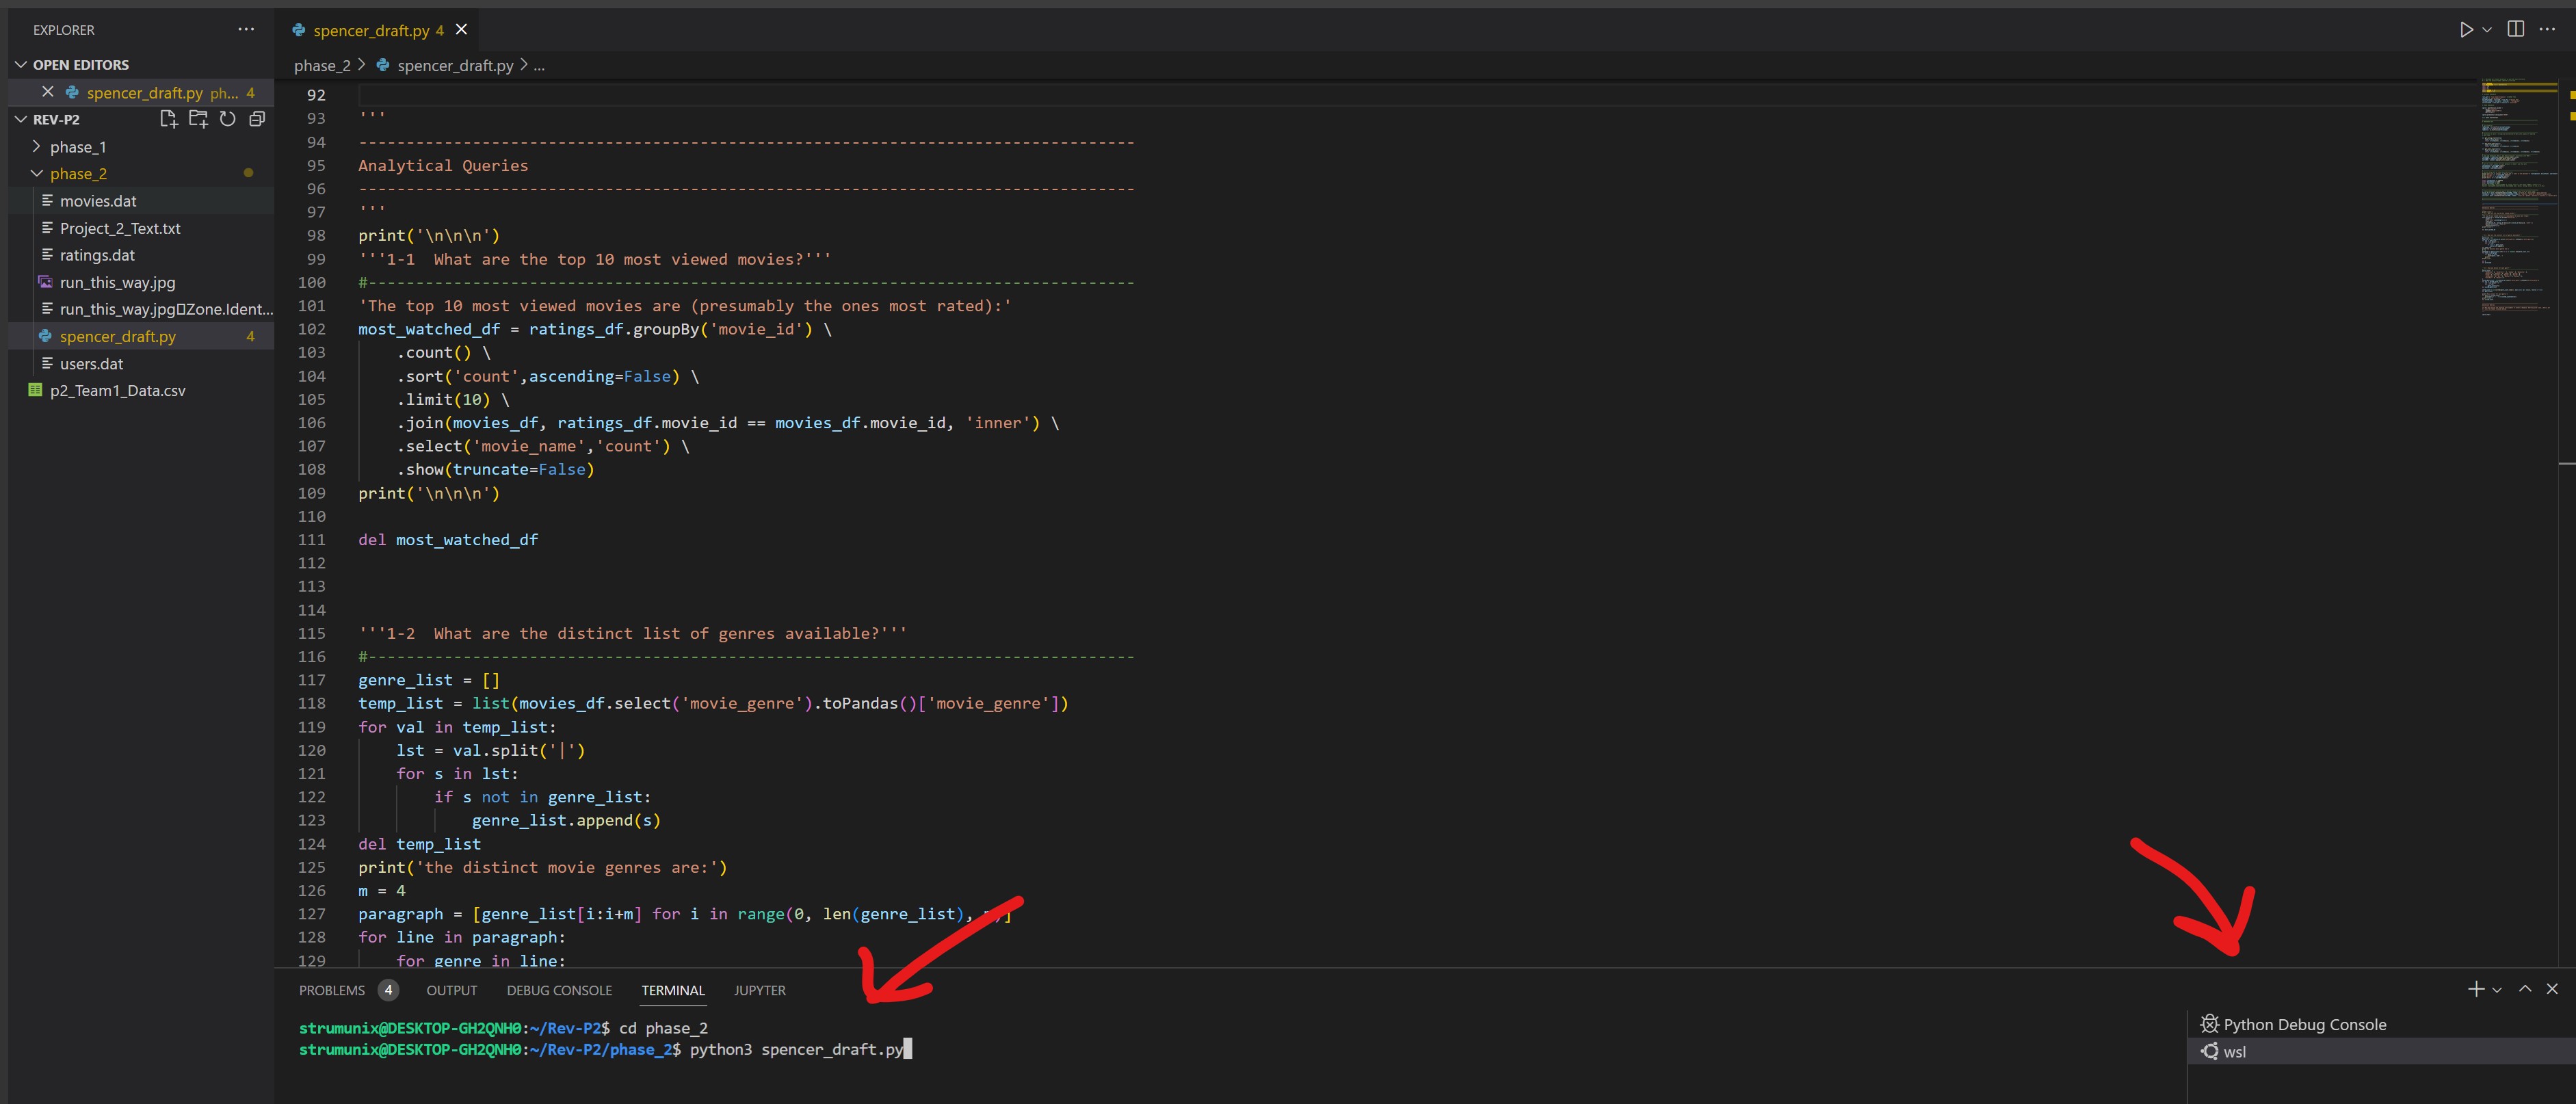 EXPLORER
OPEN EDITORS
spencer_draft.py ph... 4
REV-P2
phase_1
phase_2
movies.dat
Project_2_Text.txt
ratings.dat
run_this_way.jpg
run_this_way.jpg▯Zone.Ident...
spencer_draft.py 4
users.dat
p2_Team1_Data.csv
spencer_draft.py 4
phase_2 > spencer_draft.py > ...
92
93 '''
94 ----------------------------------------------------------------------------------
95 Analytical Queries
96 ----------------------------------------------------------------------------------
97 '''
98 print('\n\n\n')
99 '''1-1  What are the top 10 most viewed movies?'''
100 #---------------------------------------------------------------------------------
101 'The top 10 most viewed movies are (presumably the ones most rated):'
102 most_watched_df = ratings_df.groupBy('movie_id') \
103     .count() \
104     .sort('count',ascending=False) \
105     .limit(10) \
106     .join(movies_df, ratings_df.movie_id == movies_df.movie_id, 'inner') \
107     .select('movie_name','count') \
108     .show(truncate=False)
109 print('\n\n\n')
110
111 del most_watched_df
112
113
114
115 '''1-2  What are the distinct list of genres available?'''
116 #---------------------------------------------------------------------------------
117 genre_list = []
118 temp_list = list(movies_df.select('movie_genre').toPandas()['movie_genre'])
119 for val in temp_list:
120     lst = val.split('|')
121     for s in lst:
122         if s not in genre_list:
123             genre_list.append(s)
124 del temp_list
125 print('the distinct movie genres are:')
126 m = 4
127 paragraph = [genre_list[i:i+m] for i in range(0, len(genre_list), )]
128 for line in paragraph:
129     for genre in line:
PROBLEMS 4 OUTPUT DEBUG CONSOLE TERMINAL JUPYTER
strumunix@DESKTOP-GH2QNH0:~/Rev-P2$ cd phase_2
strumunix@DESKTOP-GH2QNH0:~/Rev-P2/phase_2$ python3 spencer_draft.py
Python Debug Console
wsl